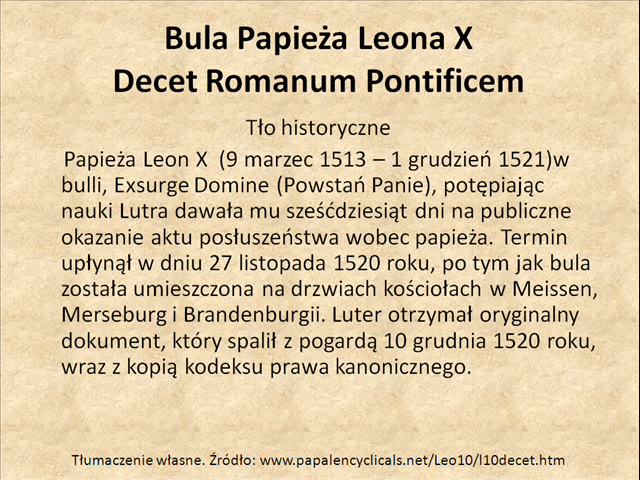 Bula Papieża Leona X
Decet Romanum Pontificem
Tło historyczne
Papieża Leon X (9 marzec 1513 – 1 grudzień 1521)w
bulli, Exsurge Domine (Powstań Panie), potępiając
nauki Lutra dawała mu sześćdziesiąt dni na publiczne
okazanie aktu posłuszeństwa wobec papieża. Termin
upłynął w dniu 27 listopada 1520 roku, po tym jak bula
została umieszczona na drzwiach kościołach w Meissen,
Merseburg i Brandenburgii. Luter otrzymał oryginalny
dokument, który spalił z pogardą 10 grudnia 1520 roku,
wraz z kopią kodeksu prawa kanonicznego.
Tłumaczenie własne. Źródło: www.papalencyclicals.net/Leo10/l10decet.htm